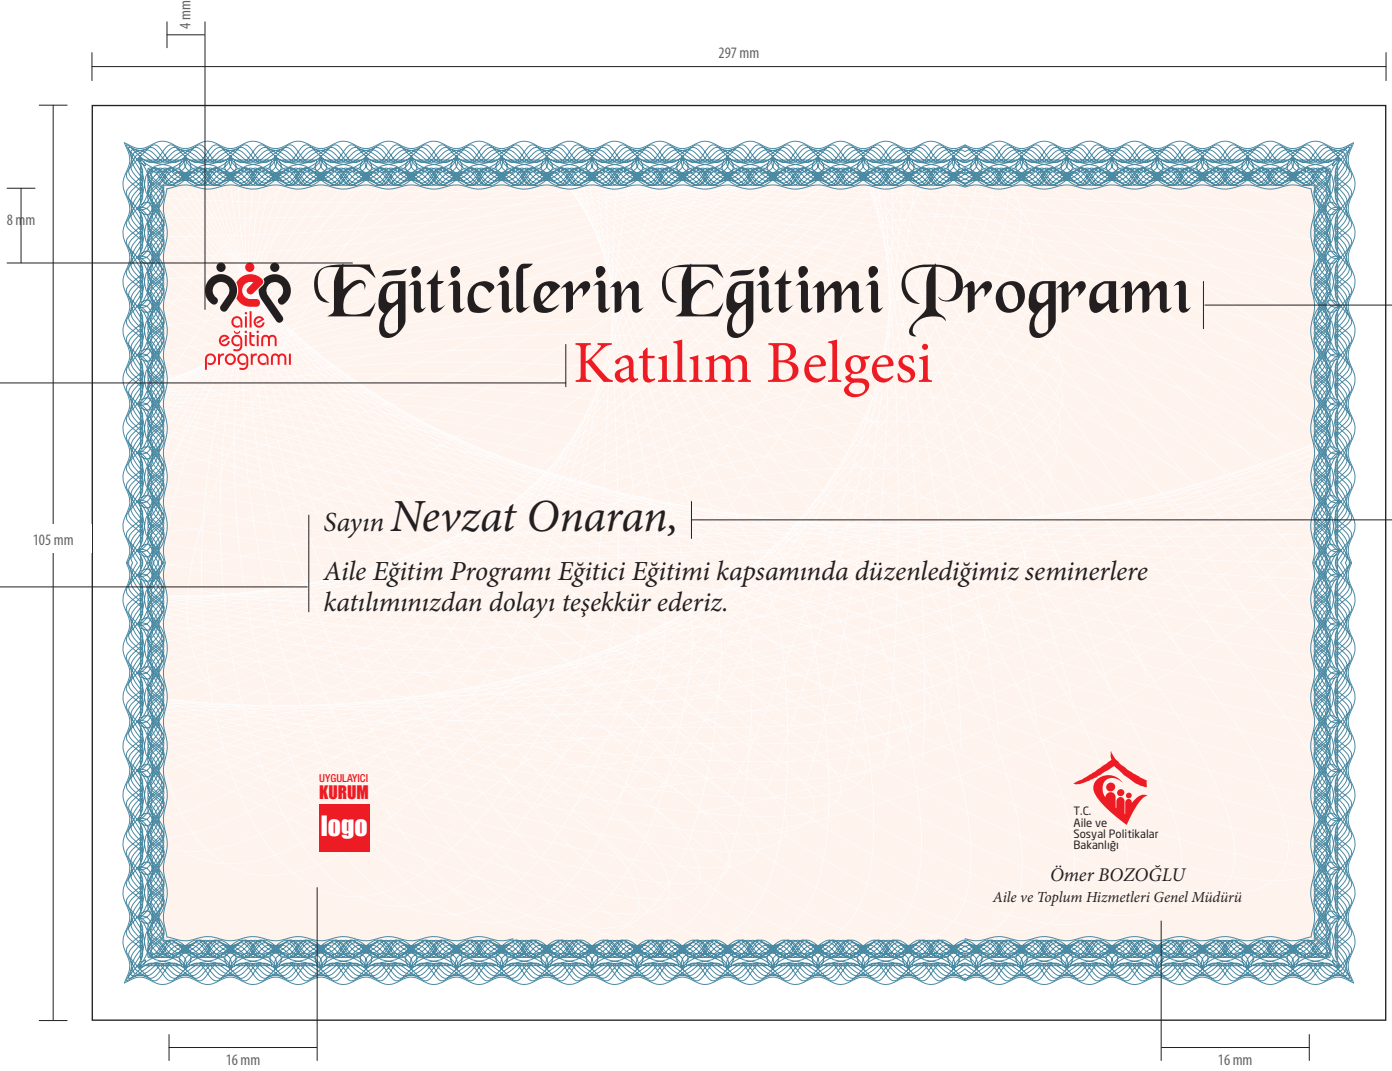 4 mm
297 mm
8 mm
aile
eğitim
programı
Eğiticilerin Eğitimi Programı
Katılım Belgesi
105 mm
Sayın Nevzat Onaran,
Aile Eğitim Programı Eğitici Eğitimi kapsamında düzenlediğimiz seminerlere
katılımınızdan dolayı teşekkür ederiz.
UYGULAYICI
KURUM
logo
T.C.
Aile ve
Sosyal Politikalar
Bakanlığı
Ömer BOZOĞLU
Aile ve Toplum Hizmetleri Genel Müdürü
16 mm
16 mm